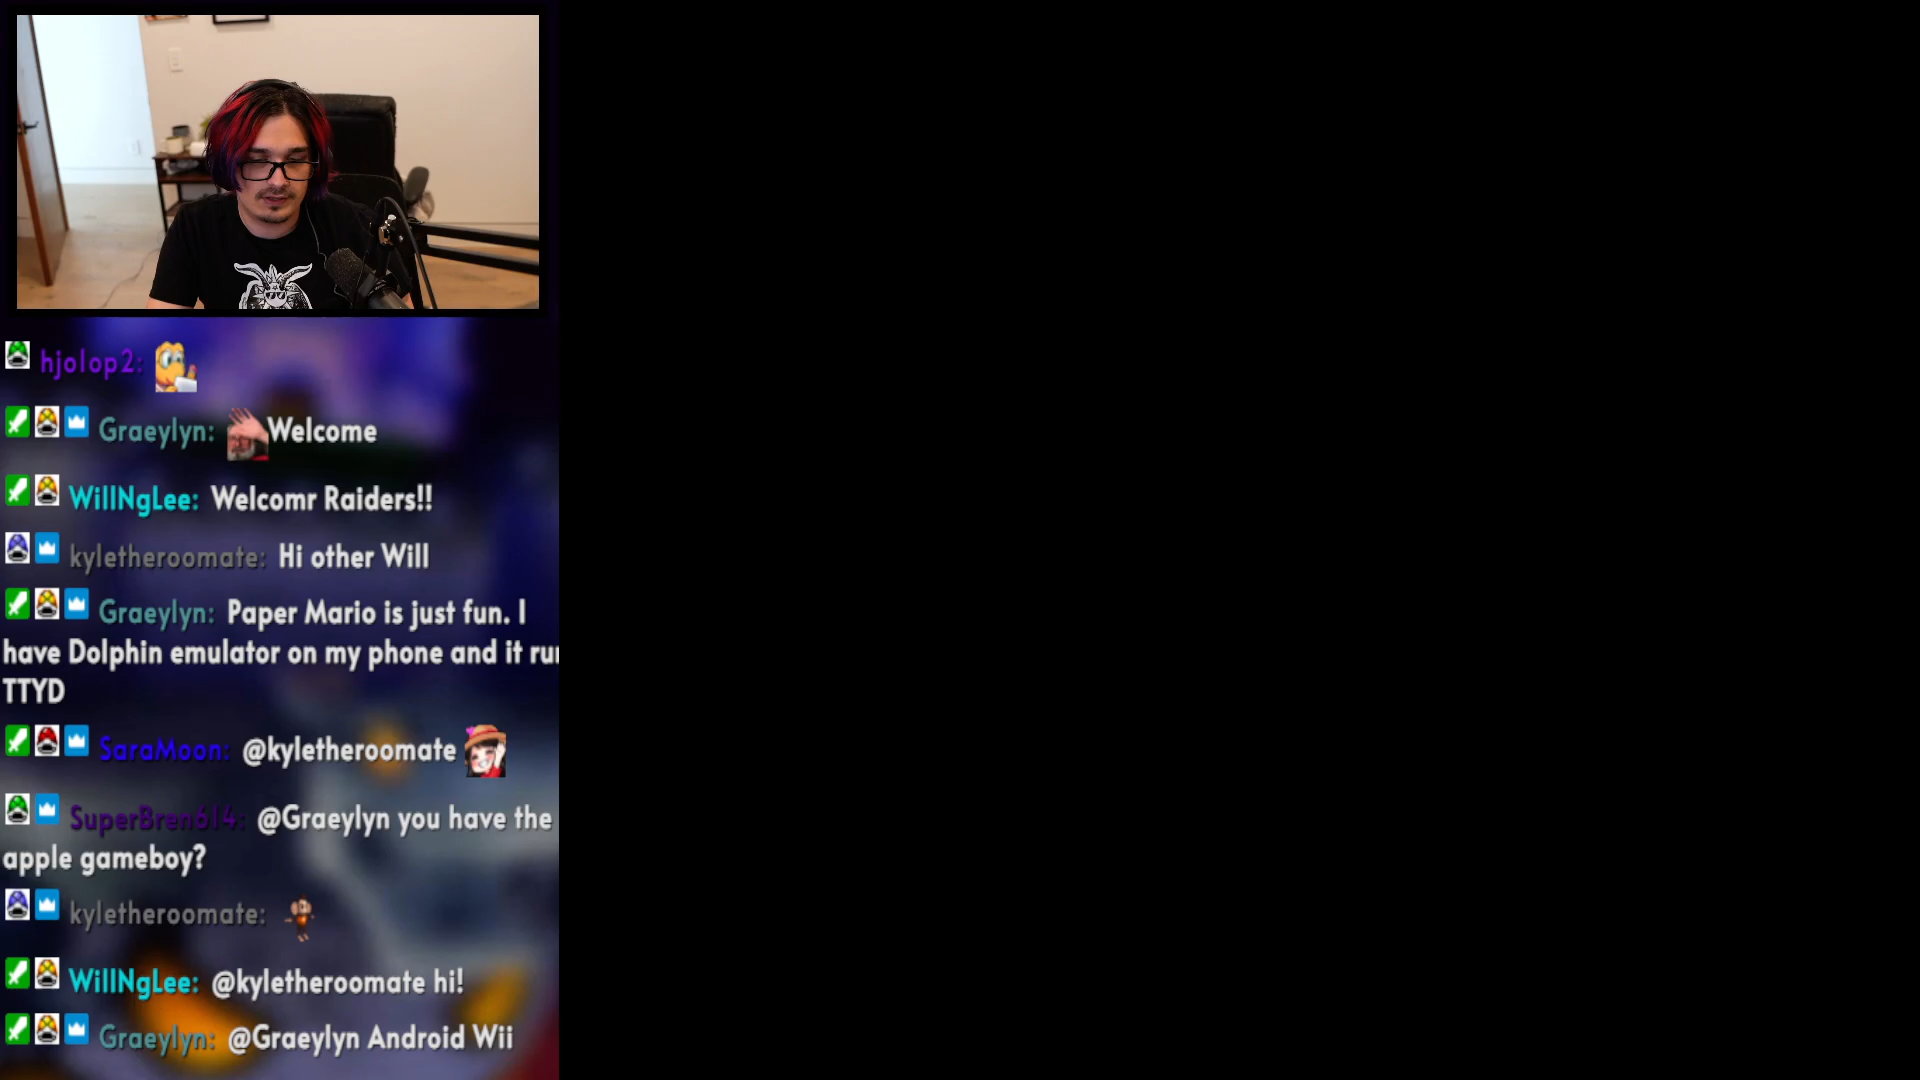 hjolop2:
Graeylyn: Welcome
WillNgLee: Welcomr Raiders!!
kyletheroomate: Hi other Will
Graeylyn: Paper Mario is just fun. I
have Dolphin emulator on my phone and it
TTYD
SaraMoon: @kyletheroomate
SuperBren614: @Graeylyn you have the
apple gameboy?
kyletheroomate:
WillNgLee: @kyletheroomate hi!
Graeylyn: @Graeylyn Android Wii